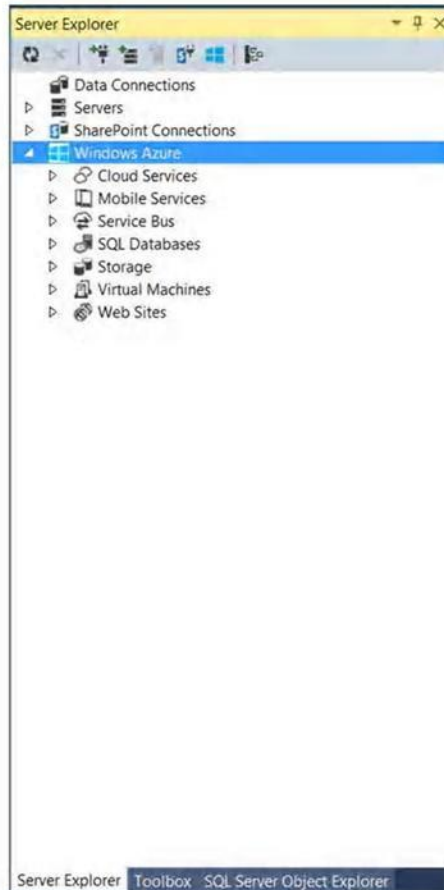 Server Explorer
Data Connections
Servers
SharePoint Connections
Windows Azure
Cloud Services
Mobile Services
Service Bus
SQL Databases
Storage
Virtual Machines
Web Sites
Server Explorer Toolbox SQL Server Object Explorer